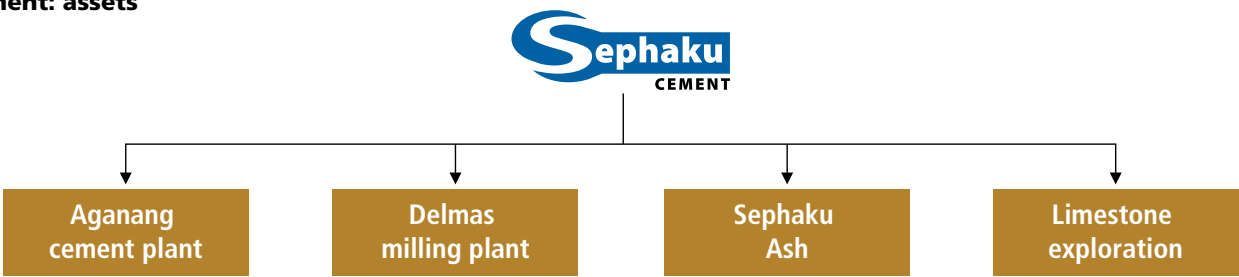 ment: assets
Sephaku
CEMENT
Aganang
cement plant
Delmas
milling plant
Sephaku
Ash
Limestone
exploration